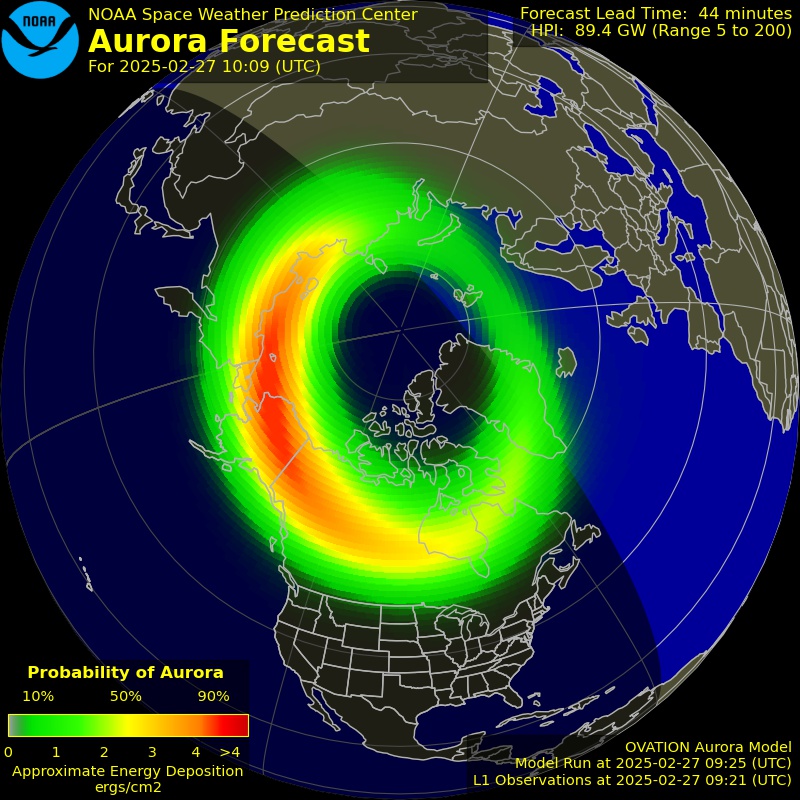 NOAA
NOAA Space Weather Prediction Center
Aurora Forecast
For 2025-02-27 10:09 (UTC)
Forecast Lead Time: 44 minutes
HPI: 89.4 GW (Range 5 to 200)
Probability of Aurora
10% 50% 90%
0 1 2 3 4 >4
Approximate Energy Deposition
ergs/cm2
OVATION Aurora Model
Model Run at 2025-02-27 09:25 (UTC)
L1 Observations at 2025-02-27 09:21 (UTC)